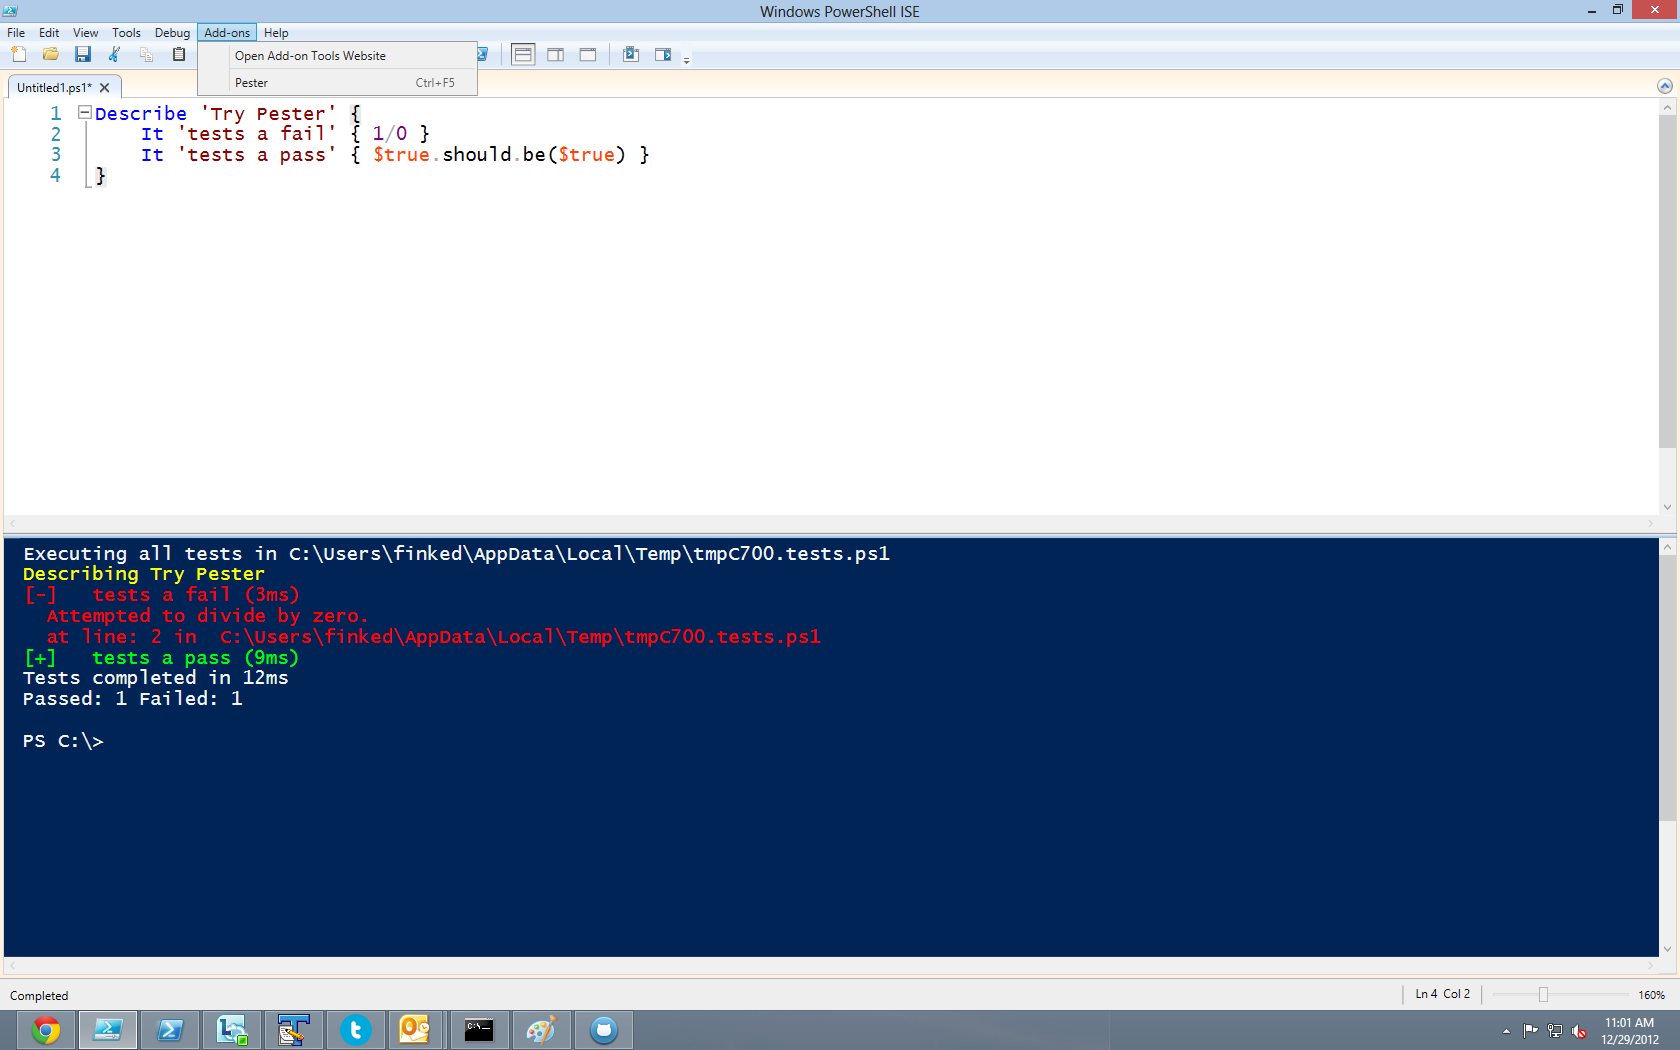 Windows PowerShell ISE
File Edit View Tools Debug Add-ons Help
Open Add-on Tools Website
Pester Ctrl+F5
Untitled1.ps1*
1 Describe 'Try Pester' {
2 It 'tests a fail' { 1/0 }
3 It 'tests a pass' { $true.should.be($true) }
4 }
Executing all tests in C:\Users\finked\AppData\Local\Temp\tmpC700.tests.ps1
Describing Try Pester
[-] tests a fail (3ms)
Attempted to divide by zero.
at line: 2 in C:\Users\finked\AppData\Local\Temp\tmpC700.tests.ps1
[+] tests a pass (9ms)
Tests completed in 12ms
Passed: 1 Failed: 1
PS C:\>
Completed
Ln 4 Col 2
160%
C:\
11:01 AM
12/29/2012